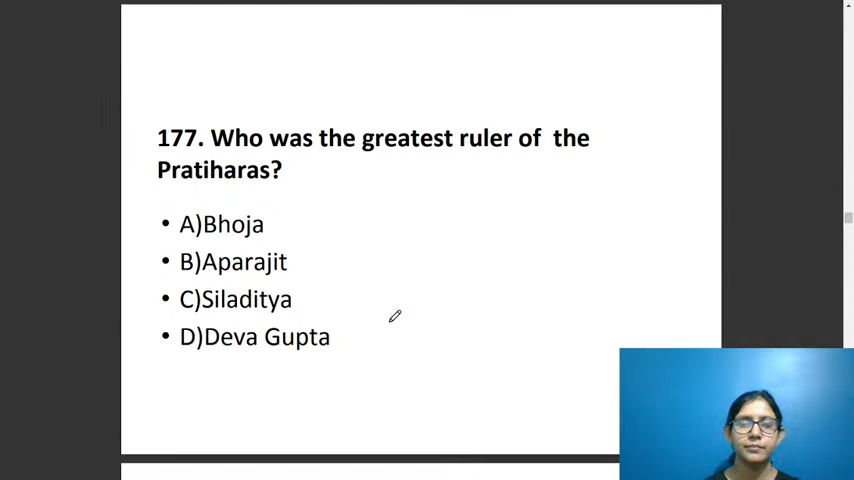 177. Who was the greatest ruler of  the
Pratiharas?
• A)Bhoja
• B)Aparajit
• C)Siladitya
• D)Deva Gupta